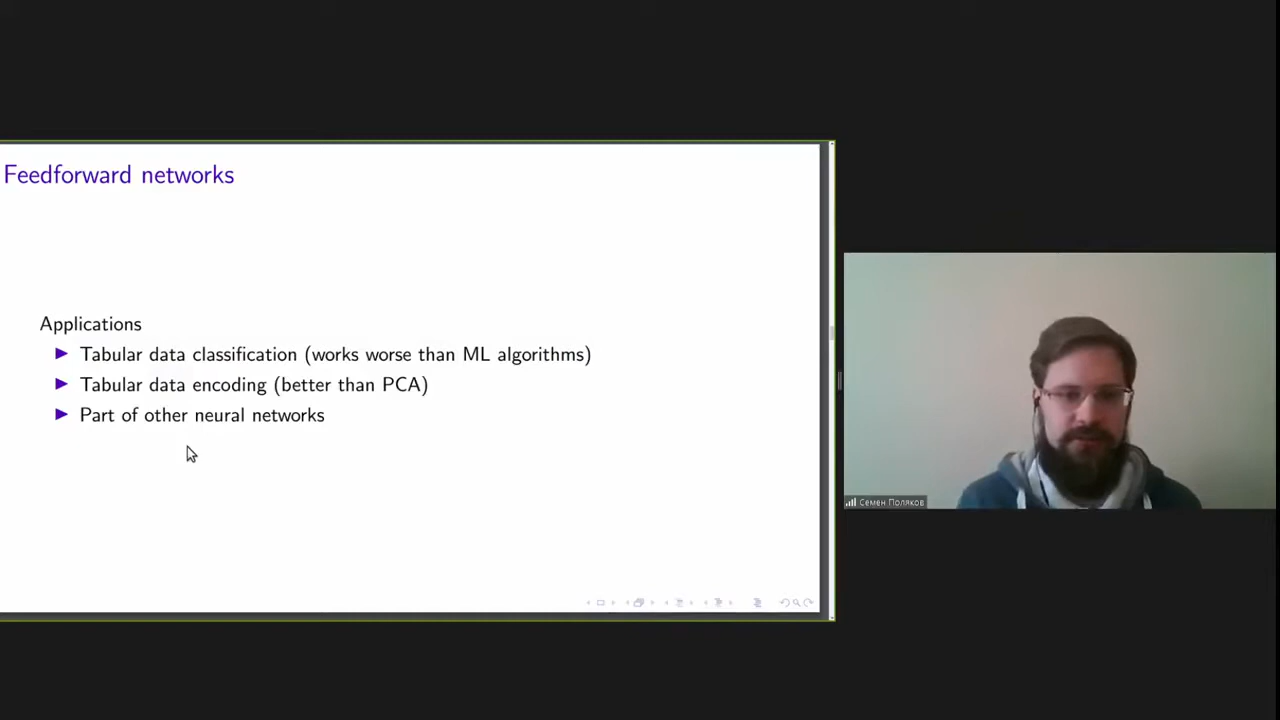 Feedforward networks
Applications
Tabular data classification (works worse than ML algorithms)
Tabular data encoding (better than PCA)
Part of other neural networks
Семен Поляков